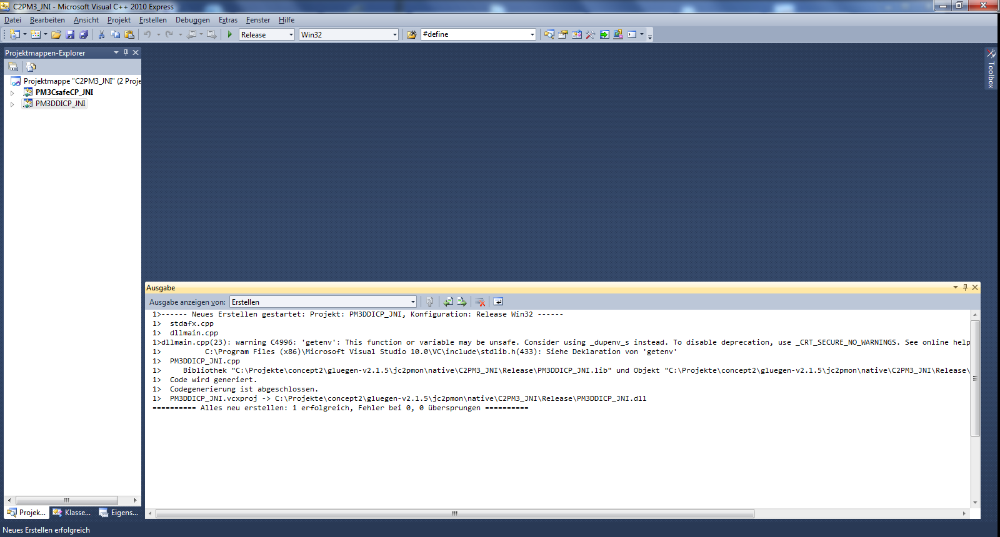 C2PM3_JNI - Microsoft Visual C++ 2010 Express
Datei Bearbeiten Ansicht Projekt Erstellen Debuggen Extras Fenster Hilfe
Release Win32 #define
Projektmappen-Explorer
Projektmappe "C2PM3_JNI" (2 Proje
PM3CsafeCP_JNI
PM3DDICP_JNI
Toolbox
Ausgabe
Ausgabe anzeigen von: Erstellen
1>------ Neues Erstellen gestartet: Projekt: PM3DDICP_JNI, Konfiguration: Release Win32 ------
1>  stdafx.cpp
1>  dllmain.cpp
1>dllmain.cpp(23): warning C4996: 'getenv': This function or variable may be unsafe. Consider using _dupenv_s instead. To disable deprecation, use _CRT_SECURE_NO_WARNINGS. See online help
1>          C:\Program Files (x86)\Microsoft Visual Studio 10.0\VC\include\stdlib.h(433): Siehe Deklaration von 'getenv'
1>  PM3DDICP_JNI.cpp
1>     Bibliothek "C:\Projekte\concept2\gluegen-v2.1.5\jc2pmon\native\C2PM3_JNI\Release\PM3DDICP_JNI.lib" und Objekt "C:\Projekte\concept2\gluegen-v2.1.5\jc2pmon\native\C2PM3_JNI\Release\
1>  Code wird generiert.
1>  Codegenerierung ist abgeschlossen.
1>  PM3DDICP_JNI.vcxproj -> C:\Projekte\concept2\gluegen-v2.1.5\jc2pmon\native\C2PM3_JNI\Release\PM3DDICP_JNI.dll
========== Alles neu erstellen: 1 erfolgreich, Fehler bei 0, 0 übersprungen ==========
Projek... Klasse... Eigens...
Neues Erstellen erfolgreich